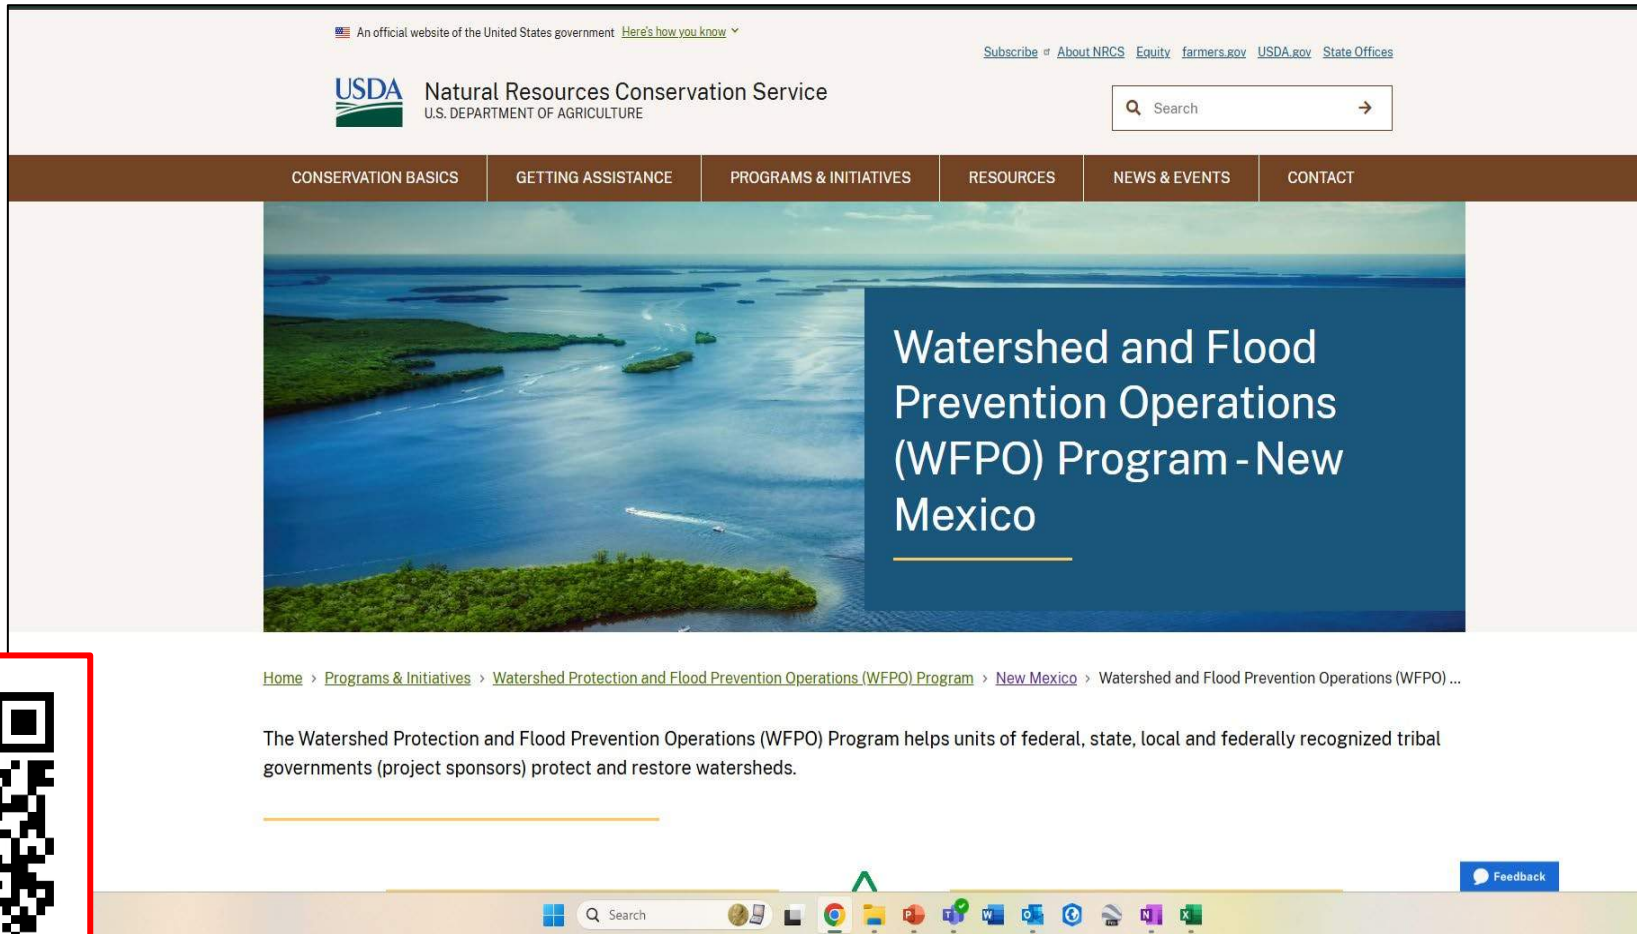 An official website of the United States government Here's how you know
Subscribe About NRCS Equity farmers.gov USDA.gov State Offices
USDA
Natural Resources Conservation Service
U.S. DEPARTMENT OF AGRICULTURE
Search
CONSERVATION BASICS GETTING ASSISTANCE PROGRAMS & INITIATIVES RESOURCES NEWS & EVENTS CONTACT
Watershed and Flood
Prevention Operations
(WFPO) Program - New
Mexico
Home > Programs & Initiatives > Watershed Protection and Flood Prevention Operations (WFPO) Program > New Mexico > Watershed and Flood Prevention Operations (WFPO) ...
The Watershed Protection and Flood Prevention Operations (WFPO) Program helps units of federal, state, local and federally recognized tribal
governments (project sponsors) protect and restore watersheds.
Feedback
Search